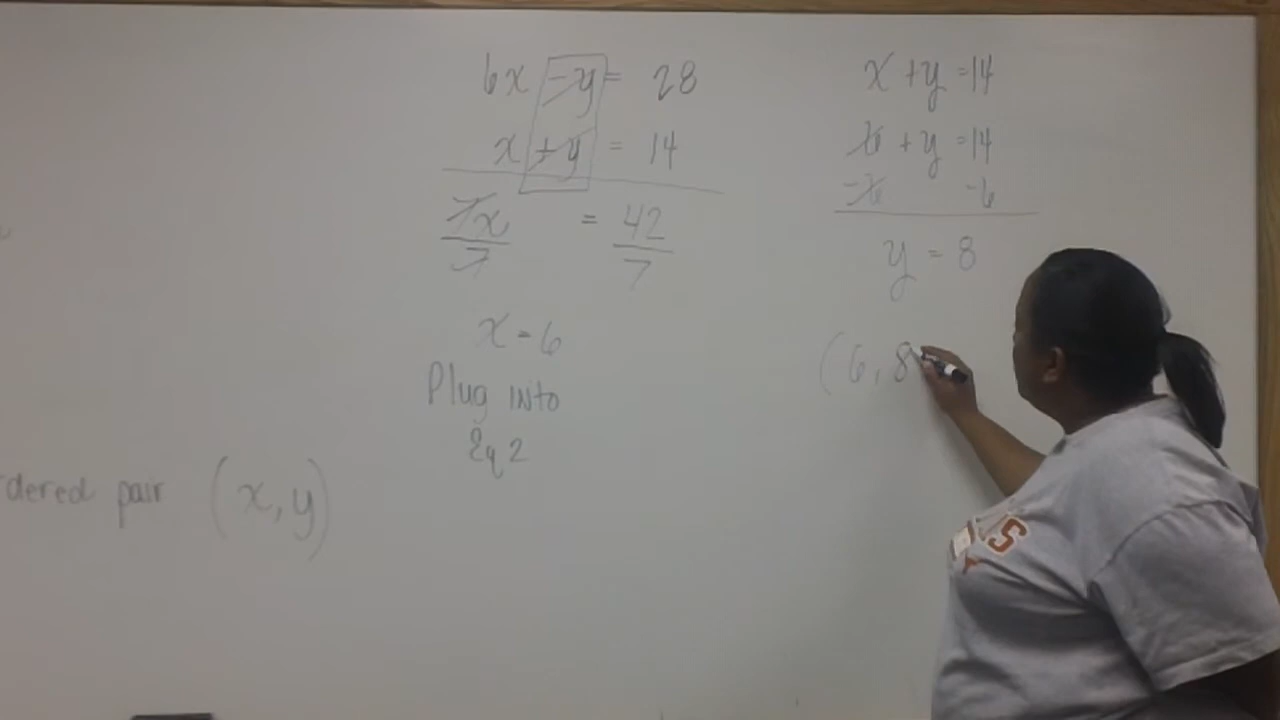 6x - y = 28
x + y = 14
7x = 42
7 7
x = 6
Plug into
Eq 2
ordered pair (x, y)
x + y = 14
6 + y = 14
-6 -6
y = 8
(6, 8